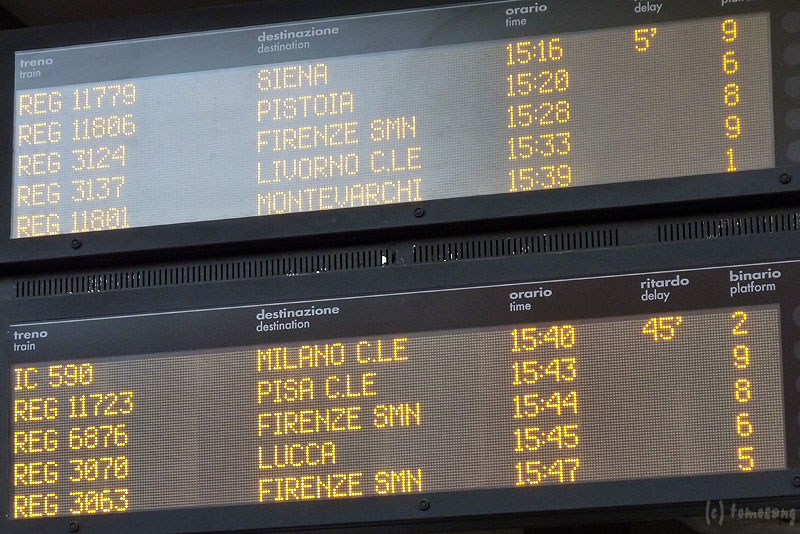 treno destinazione orario delay platform
train destination time
REG 11779 SIENA 15:16 5' 9
REG 11806 PISTOIA 15:20 6
REG 3124 FIRENZE SMN 15:28 8
REG 3137 LIVORNO C.LE 15:33 9
REG 11801 MONTEVARCHI 15:39 1
treno destinazione orario ritardo binario
train destination time delay platform
IC 590 MILANO C.LE 15:40 45' 2
REG 11723 PISA C.LE 15:43 9
REG 6876 FIRENZE SMN 15:44 8
REG 3070 LUCCA 15:45 6
REG 3063 FIRENZE SMN 15:47 5